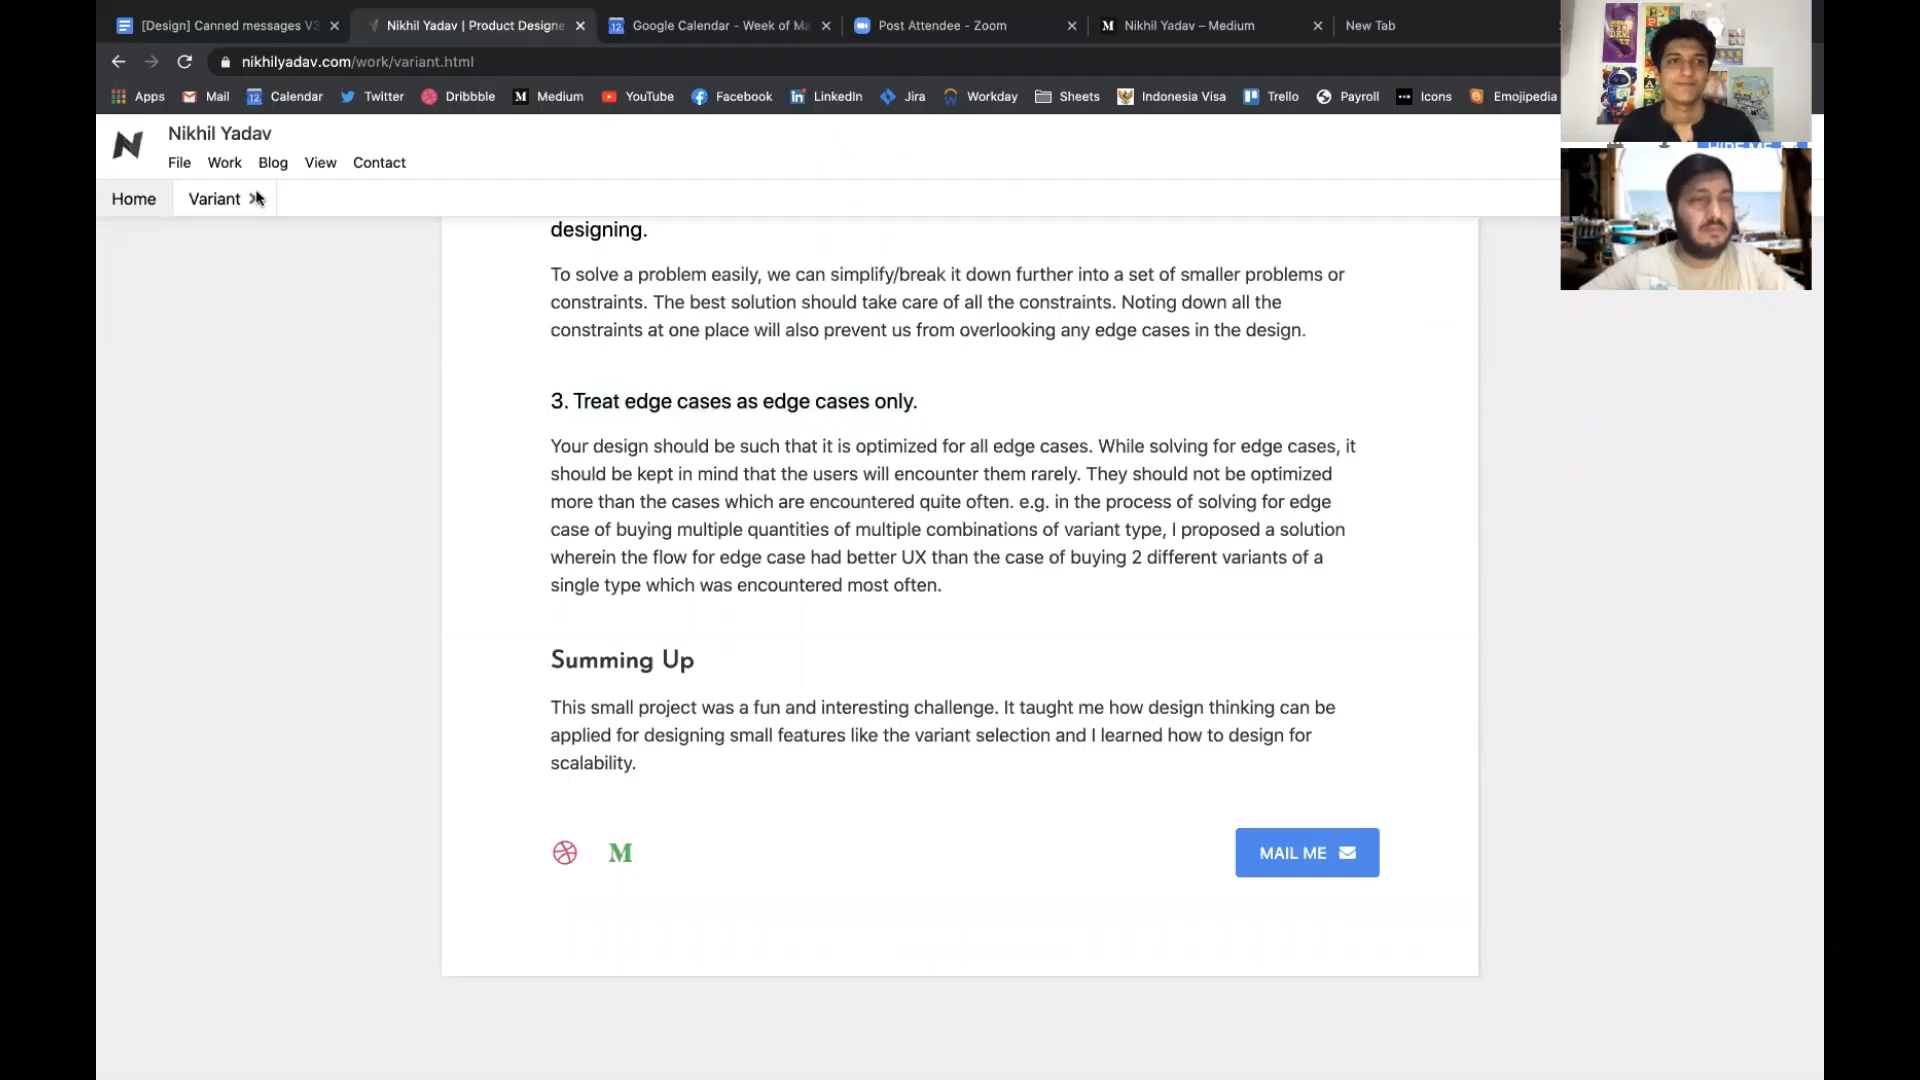 [Design] Canned messages V3
Nikhil Yadav | Product Designe
Google Calendar - Week of Ma
Post Attendee - Zoom
Nikhil Yadav – Medium
New Tab
nikhilyadav.com/work/variant.html
Apps
Mail
Calendar
Twitter
Dribbble
Medium
YouTube
Facebook
LinkedIn
Jira
Workday
Sheets
Indonesia Visa
Trello
Payroll
Icons
Emojipedia
Nikhil Yadav
File Work Blog View Contact
HIRE ME
Home Variant
designing.
To solve a problem easily, we can simplify/break it down further into a set of smaller problems or
constraints. The best solution should take care of all the constraints. Noting down all the
constraints at one place will also prevent us from overlooking any edge cases in the design.
3. Treat edge cases as edge cases only.
Your design should be such that it is optimized for all edge cases. While solving for edge cases, it
should be kept in mind that the users will encounter them rarely. They should not be optimized
more than the cases which are encountered quite often. e.g. in the process of solving for edge
case of buying multiple quantities of multiple combinations of variant type, I proposed a solution
wherein the flow for edge case had better UX than the case of buying 2 different variants of a
single type which was encountered most often.
Summing Up
This small project was a fun and interesting challenge. It taught me how design thinking can be
applied for designing small features like the variant selection and I learned how to design for
scalability.
MAIL ME